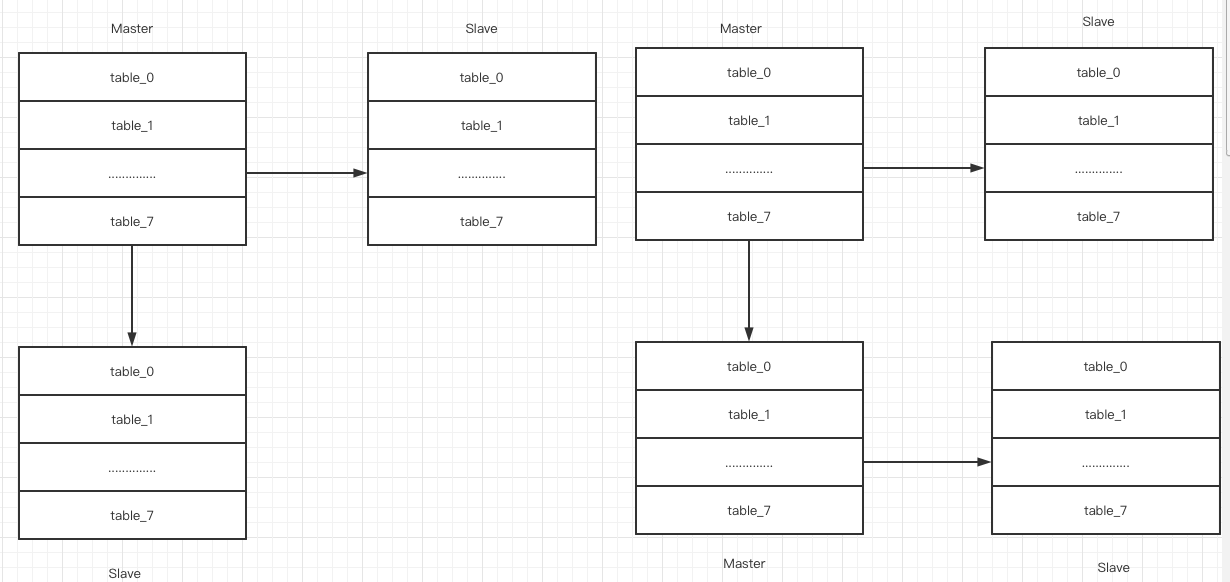 Master
table_0
table_1
..............
table_7
Slave
table_0
table_1
..............
table_7
table_0
table_1
..............
table_7
Slave
Master
table_0
table_1
..............
table_7
Slave
table_0
table_1
..............
table_7
table_0
table_1
..............
table_7
Master
table_0
table_1
..............
table_7
Slave